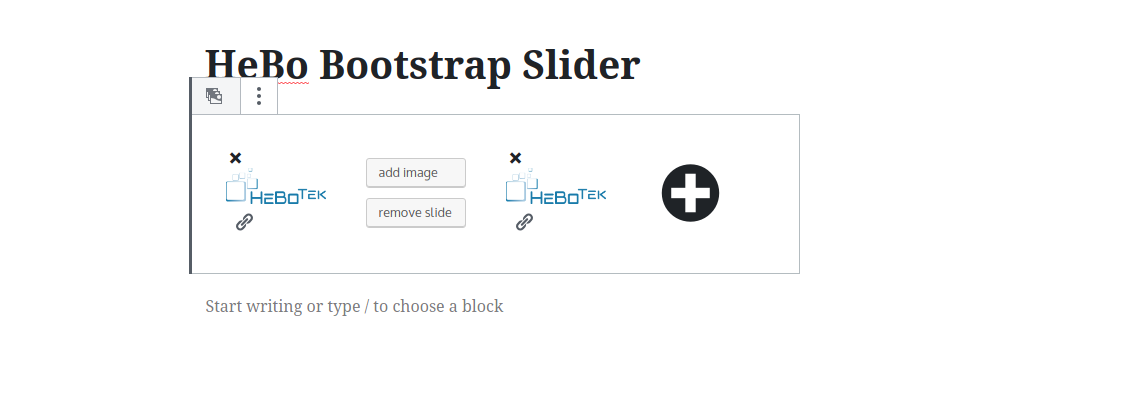 HeBo Bootstrap Slider
HeBoTek
add image
remove slide
HeBoTek
Start writing or type / to choose a block